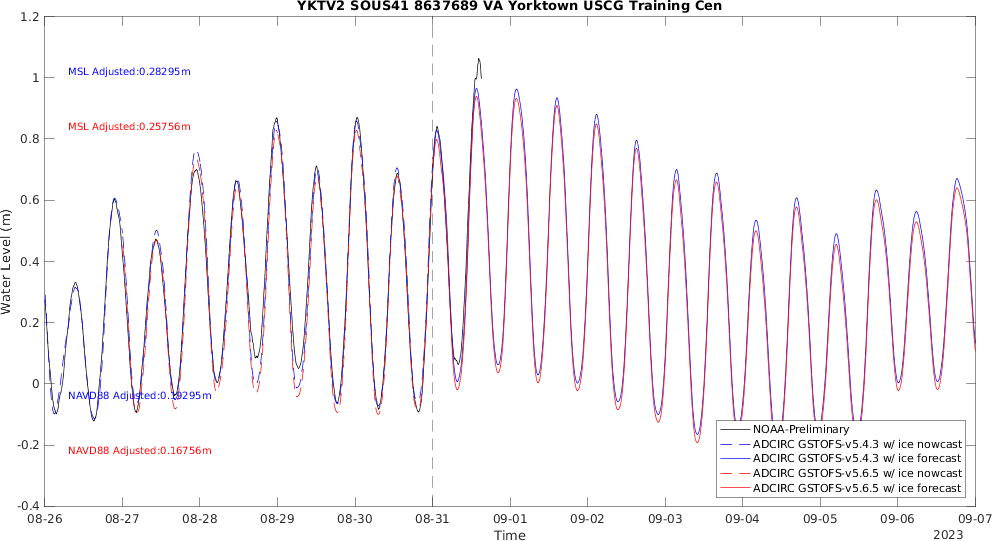 YKTV2 SOUS41 8637689 VA Yorktown USCG Training Cen
1.2
1
0.8
0.6
0.4
0.2
0
-0.2
-0.4
Water Level (m)
MSL Adjusted:0.28295m
MSL Adjusted:0.25756m
NAVD88 Adjusted:0.19295m
NAVD88 Adjusted:0.16756m
NOAA-Preliminary
ADCIRC GSTOFS-v5.4.3 w/ ice nowcast
ADCIRC GSTOFS-v5.4.3 w/ ice forecast
ADCIRC GSTOFS-v5.6.5 w/ ice nowcast
ADCIRC GSTOFS-v5.6.5 w/ ice forecast
08-26 08-27 08-28 08-29 08-30 08-31 09-01 09-02 09-03 09-04 09-05 09-06 09-07
Time
2023